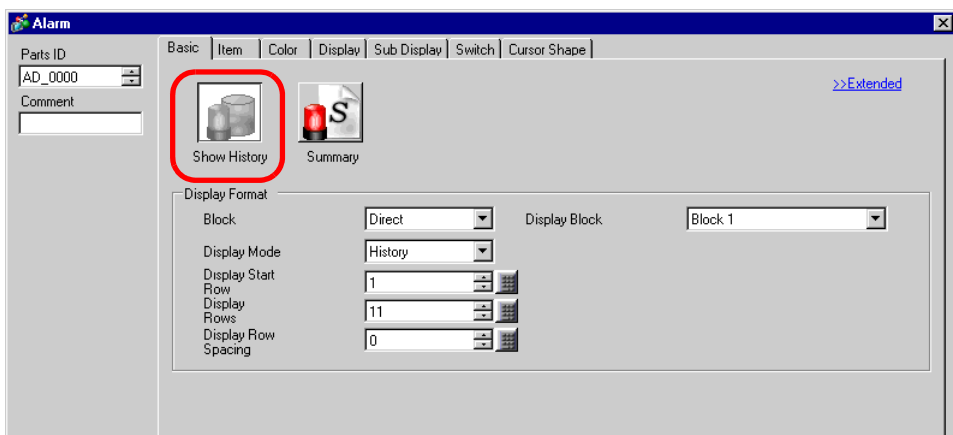 Alarm
Parts ID
AD_0000
Comment
Basic Item Color Display Sub Display Switch Cursor Shape
>>Extended
S
Show History Summary
Display Format
Block Direct Display Block Block 1
Display Mode History
Display Start
Row
1
Display
Rows
11
Display Row
Spacing
0